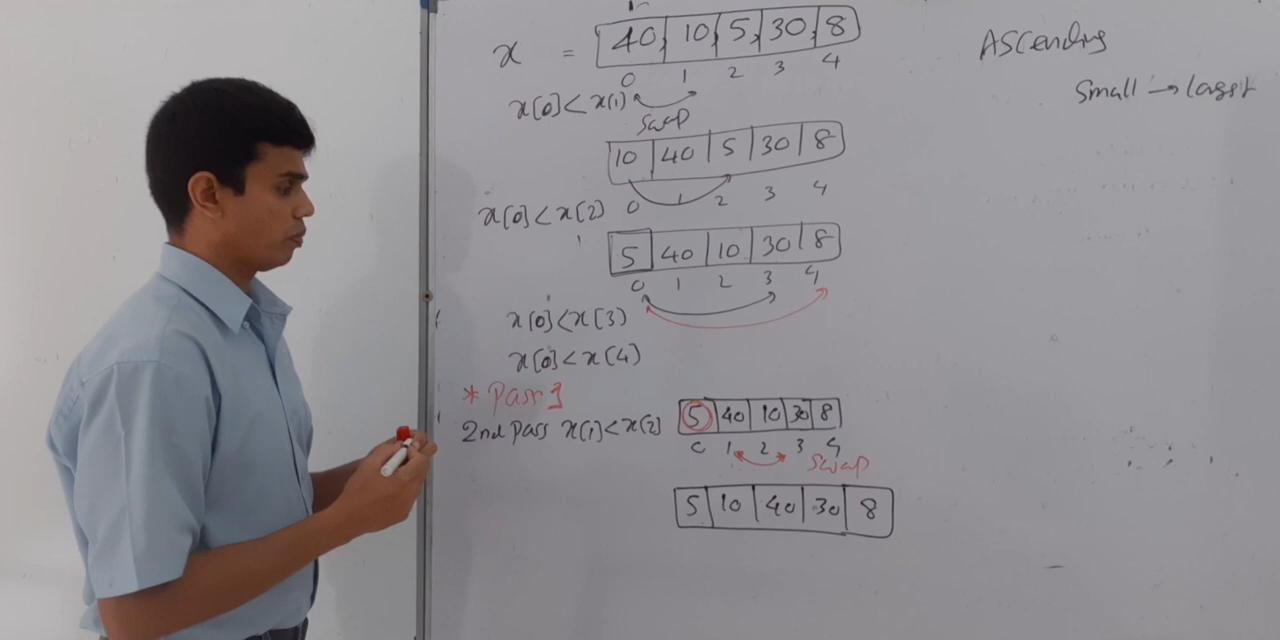 x = 40, 10, 5, 30, 8
0 1 2 3 4
ASCending
Small → largest
x[0] < x(1)
Swap
10 40 5 30 8
0 1 2 3 4
x[0] < x[2)
5 40 10 30 8
0 1 2 3 4
x[0] < x[3)
x[0] < x[4)
* Pass 1
2nd Pass x[1] < x[2)
5 40 10 30 8
0 1 2 3 4
Swap
5 10 40 30 8